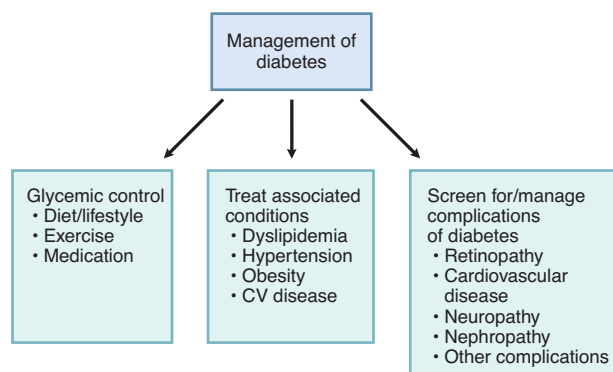 Management of
diabetes
Glycemic control
• Diet/lifestyle
• Exercise
• Medication
Treat associated
conditions
• Dyslipidemia
• Hypertension
• Obesity
• CV disease
Screen for/manage
complications
of diabetes
• Retinopathy
• Cardiovascular
disease
• Neuropathy
• Nephropathy
• Other complications